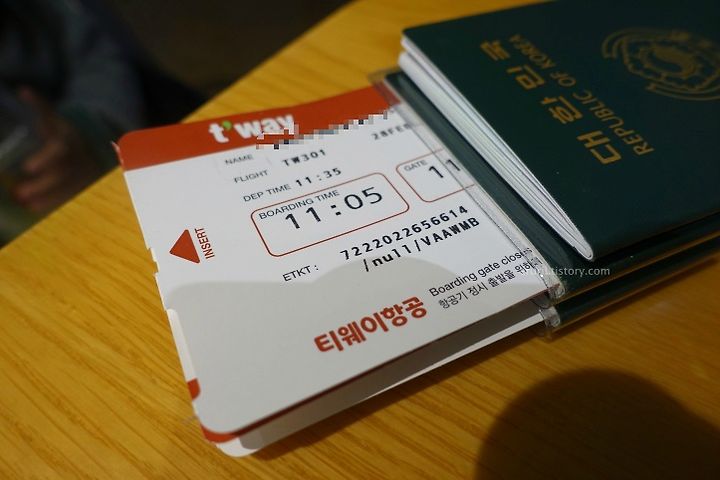 t'way
NAME
FLIGHT TW301 28FEB
DEP TIME 11:35
BOARDING TIME GATE
11:05 11
INSERT
ETKT : 7222022656614
/null/VAAWMB
Boarding gate closes
항공기 정시 출발을 위하
티웨이항공
대한민국
REPUBLIC OF KOREA